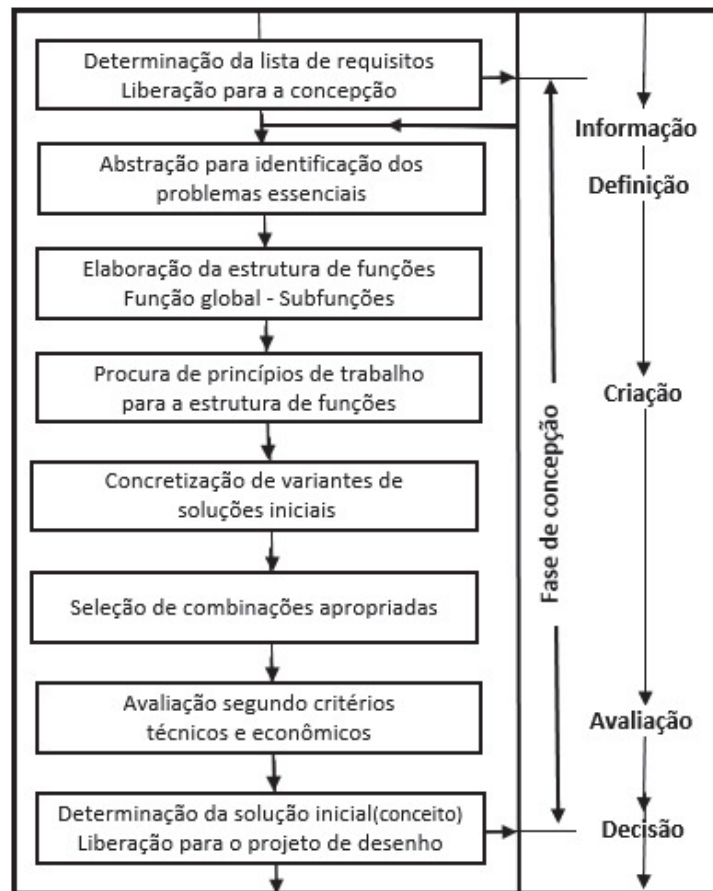 Determinação da lista de requisitos
Liberação para a concepção
Abstração para identificação dos
problemas essenciais
Elaboração da estrutura de funções
Função global - Subfunções
Procura de princípios de trabalho
para a estrutura de funções
Concretização de variantes de
soluções iniciais
Seleção de combinações apropriadas
Avaliação segundo critérios
técnicos e econômicos
Determinação da solução inicial(conceito)
Liberação para o projeto de desenho
Fase de concepção
Informação
Definição
Criação
Avaliação
Decisão